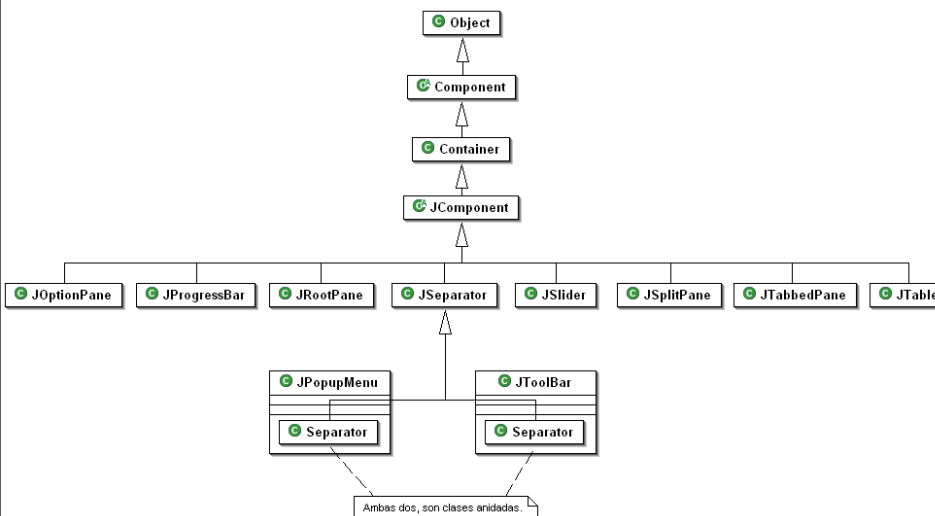 Object
Component
Container
JComponent
JOptionPane
JProgressBar
JRootPane
JSeparator
JSlider
JSplitPane
JTabbedPane
JTable
JPopupMenu
JToolBar
Separator
Separator
Ambas dos, son clases anidadas.